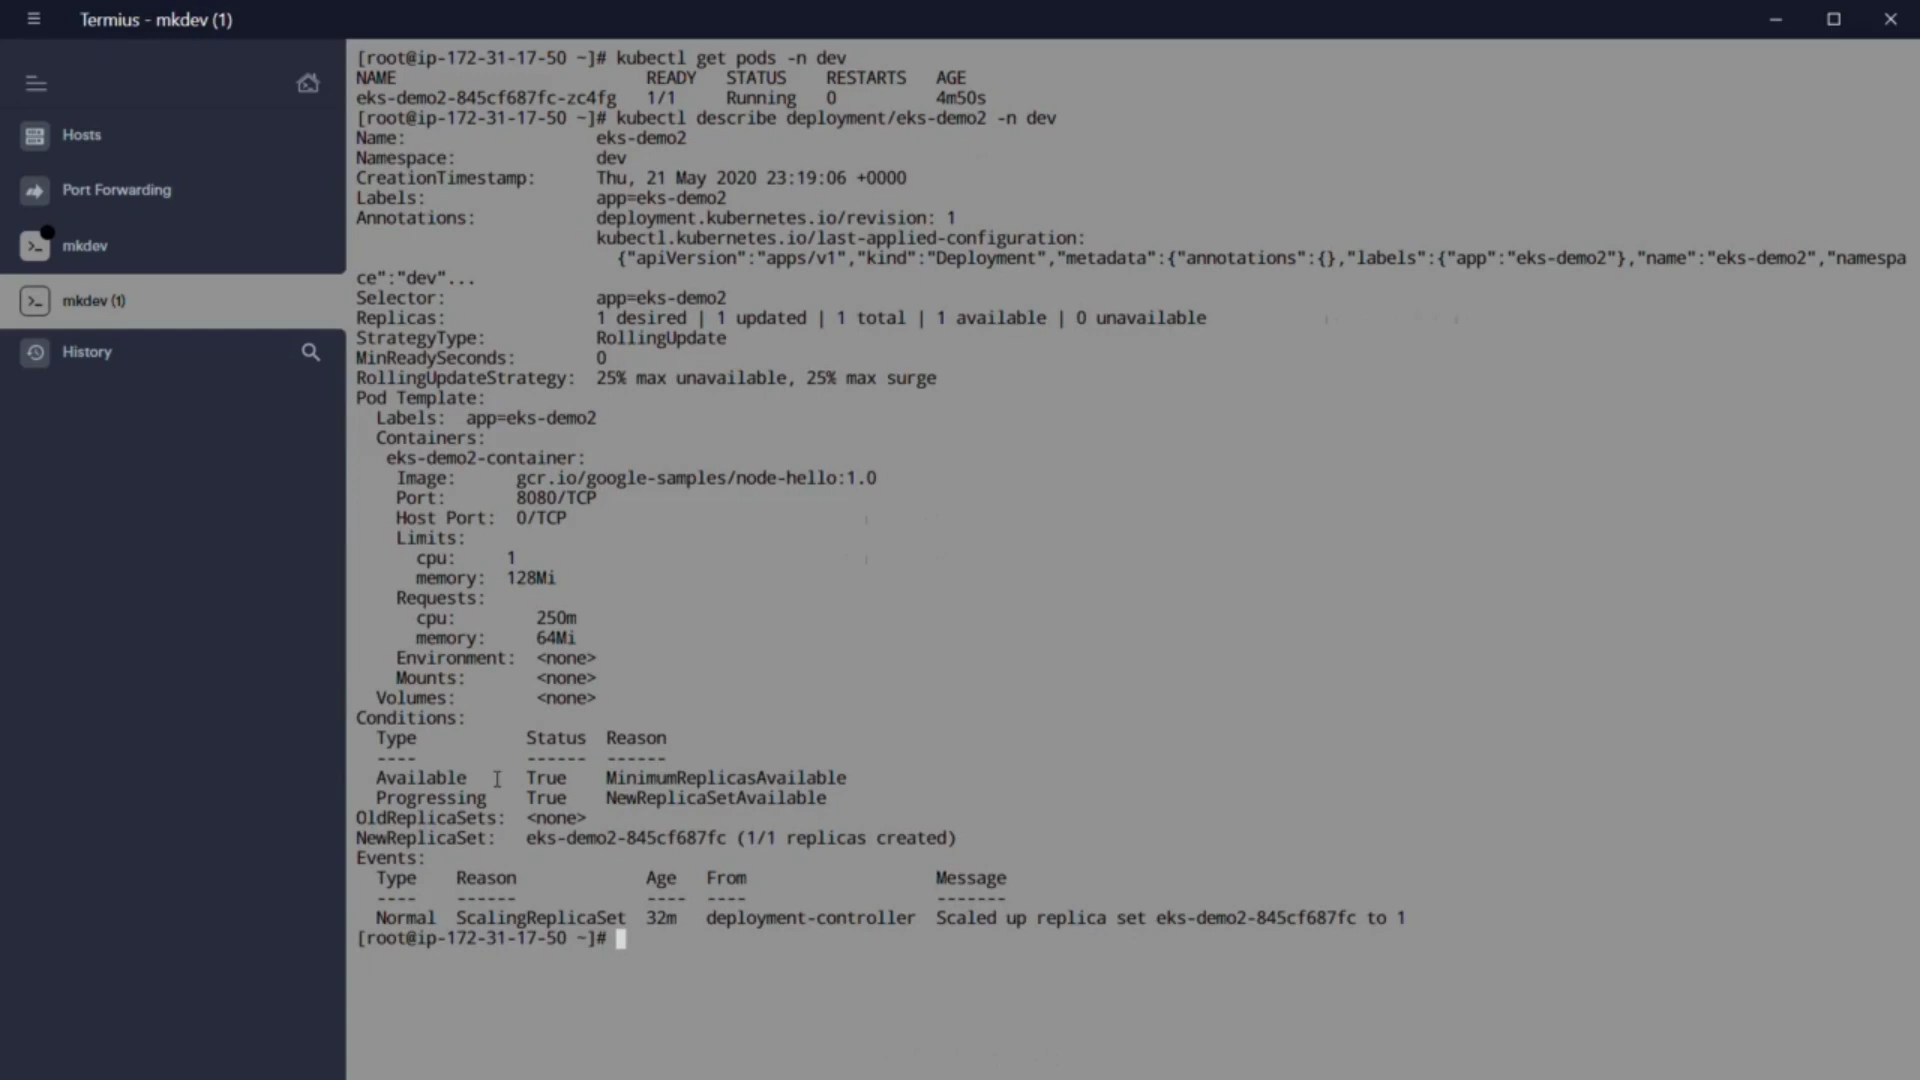 Termius - mkdev (1)
Hosts
Port Forwarding
mkdev
mkdev (1)
History
[root@ip-172-31-17-50 ~]# kubectl get pods -n dev
NAME                         READY   STATUS    RESTARTS   AGE
eks-demo2-845cf687fc-zc4fg   1/1     Running   0          4m50s
[root@ip-172-31-17-50 ~]# kubectl describe deployment/eks-demo2 -n dev
Name:                   eks-demo2
Namespace:              dev
CreationTimestamp:      Thu, 21 May 2020 23:19:06 +0000
Labels:                 app=eks-demo2
Annotations:            deployment.kubernetes.io/revision: 1
                        kubectl.kubernetes.io/last-applied-configuration:
                          {"apiVersion":"apps/v1","kind":"Deployment","metadata":{"annotations":{},"labels":{"app":"eks-demo2"},"name":"eks-demo2","namespa
ce":"dev"...
Selector:               app=eks-demo2
Replicas:               1 desired | 1 updated | 1 total | 1 available | 0 unavailable
StrategyType:           RollingUpdate
MinReadySeconds:        0
RollingUpdateStrategy:  25% max unavailable, 25% max surge
Pod Template:
  Labels:  app=eks-demo2
  Containers:
   eks-demo2-container:
    Image:      gcr.io/google-samples/node-hello:1.0
    Port:       8080/TCP
    Host Port:  0/TCP
    Limits:
      cpu:     1
      memory:  128Mi
    Requests:
      cpu:        250m
      memory:     64Mi
    Environment:  <none>
    Mounts:       <none>
  Volumes:        <none>
Conditions:
  Type           Status  Reason
  ----           ------  ------
  Available      True    MinimumReplicasAvailable
  Progressing    True    NewReplicaSetAvailable
OldReplicaSets:  <none>
NewReplicaSet:   eks-demo2-845cf687fc (1/1 replicas created)
Events:
  Type    Reason             Age   From                   Message
  ----    ------             ----  ----                   -------
  Normal  ScalingReplicaSet  32m   deployment-controller  Scaled up replica set eks-demo2-845cf687fc to 1
[root@ip-172-31-17-50 ~]#